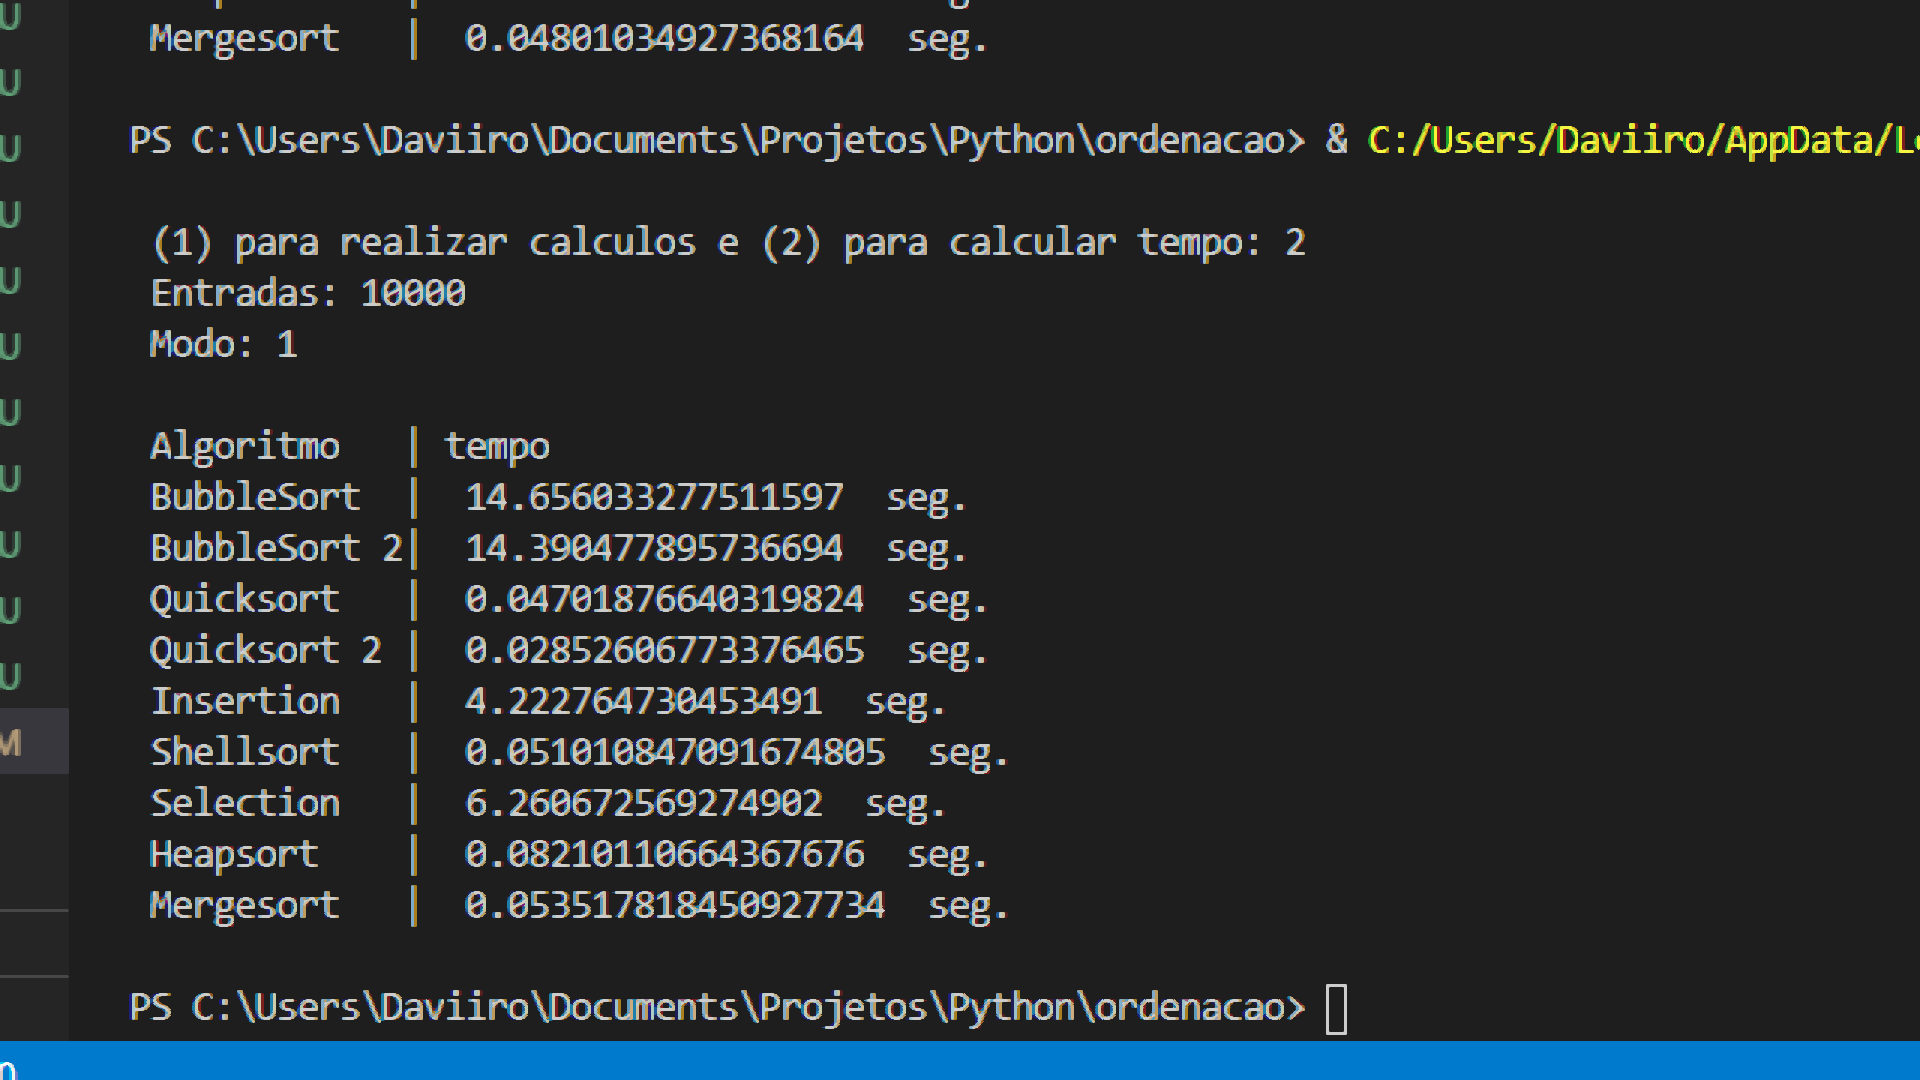 U
Mergesort | 0.04801034927368164 seg.
U
PS C:\Users\Daviiro\Documents\Projetos\Python\ordenacao> & C:/Users/Daviiro/AppData/L
U
U
(1) para realizar calculos e (2) para calcular tempo: 2
U
Entradas: 10000
Modo: 1
U
U
Algoritmo | tempo
U
BubbleSort | 14.656033277511597 seg.
U
BubbleSort 2| 14.390477895736694 seg.
Quicksort | 0.04701876640319824 seg.
U
Quicksort 2 | 0.02852606773376465 seg.
U
Insertion | 4.222764730453491 seg.
M
Shellsort | 0.051010847091674805 seg.
Selection | 6.260672569274902 seg.
Heapsort | 0.08210110664367676 seg.
Mergesort | 0.053517818450927734 seg.
PS C:\Users\Daviiro\Documents\Projetos\Python\ordenacao>